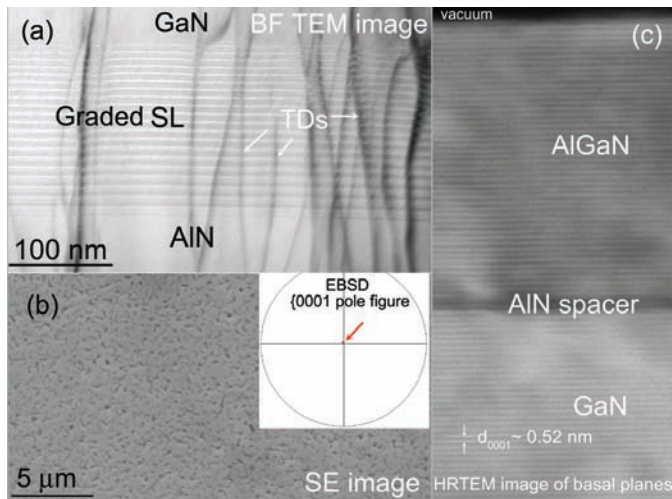 (a)
GaN
BF TEM image
Graded SL
TDs
AlN
100 nm
(b)
EBSD
{0001 pole figure
5 μm
SE image
vacuum
(c)
AlGaN
AlN spacer
GaN
d0001~ 0.52 nm
HRTEM image of basal planes